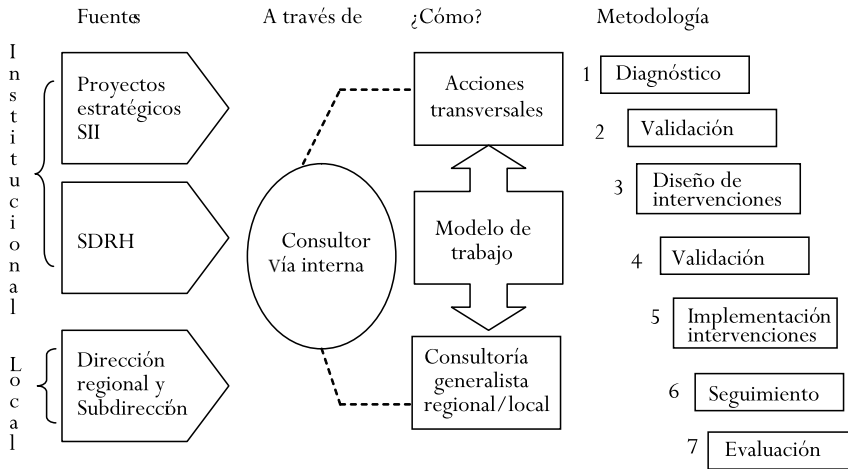 Fuentes
A través de
¿Cómo?
Metodología
Institucional
Proyectos
estratégicos
SII
SDRH
Local
Dirección
regional y
Subdirección
Consultor
Vía interna
Acciones
transversales
Modelo de
trabajo
Consultoría
generalista
regional/local
1 Diagnóstico
2 Validación
3 Diseño de
intervenciones
4 Validación
5 Implementación
intervenciones
6 Seguimiento
7 Evaluación